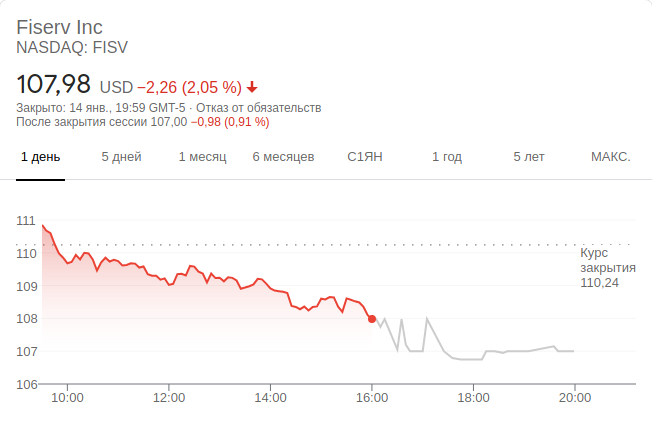 Fiserv Inc
NASDAQ: FISV
107,98 USD −2,26 (2,05 %)
Закрыто: 14 янв., 19:59 GMT-5 · Отказ от обязательств
После закрытия сессии 107,00 −0,98 (0,91 %)
1 день 5 дней 1 месяц 6 месяцев С1ЯН 1 год 5 лет МАКС.
111
110
109
108
107
106
Курс
закрытия
110,24
10:00 12:00 14:00 16:00 18:00 20:00